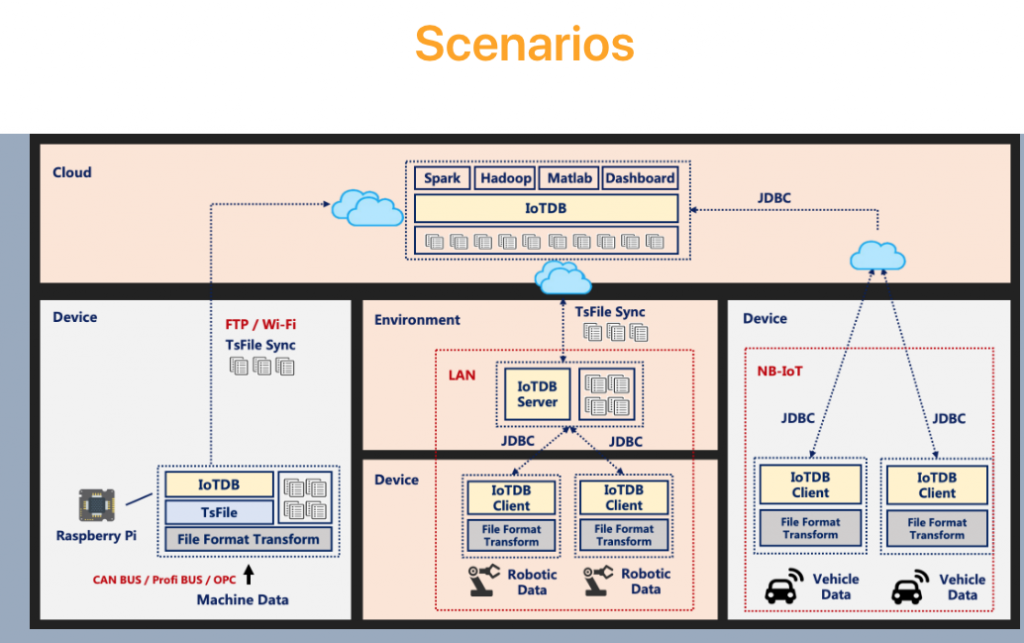 Scenarios
Cloud
Spark
Hadoop
Matlab
Dashboard
IoTDB
JDBC
Device
FTP / Wi-Fi
TsFile Sync
IoTDB
TsFile
File Format Transform
Raspberry Pi
CAN BUS / Profi BUS / OPC
Machine Data
Environment
TsFile Sync
LAN
IoTDB
Server
JDBC
JDBC
Device
IoTDB
Client
File Format
Transform
IoTDB
Client
File Format
Transform
Robotic
Data
Robotic
Data
Device
NB-IoT
JDBC
JDBC
IoTDB
Client
File Format
Transform
IoTDB
Client
File Format
Transform
Vehicle
Data
Vehicle
Data